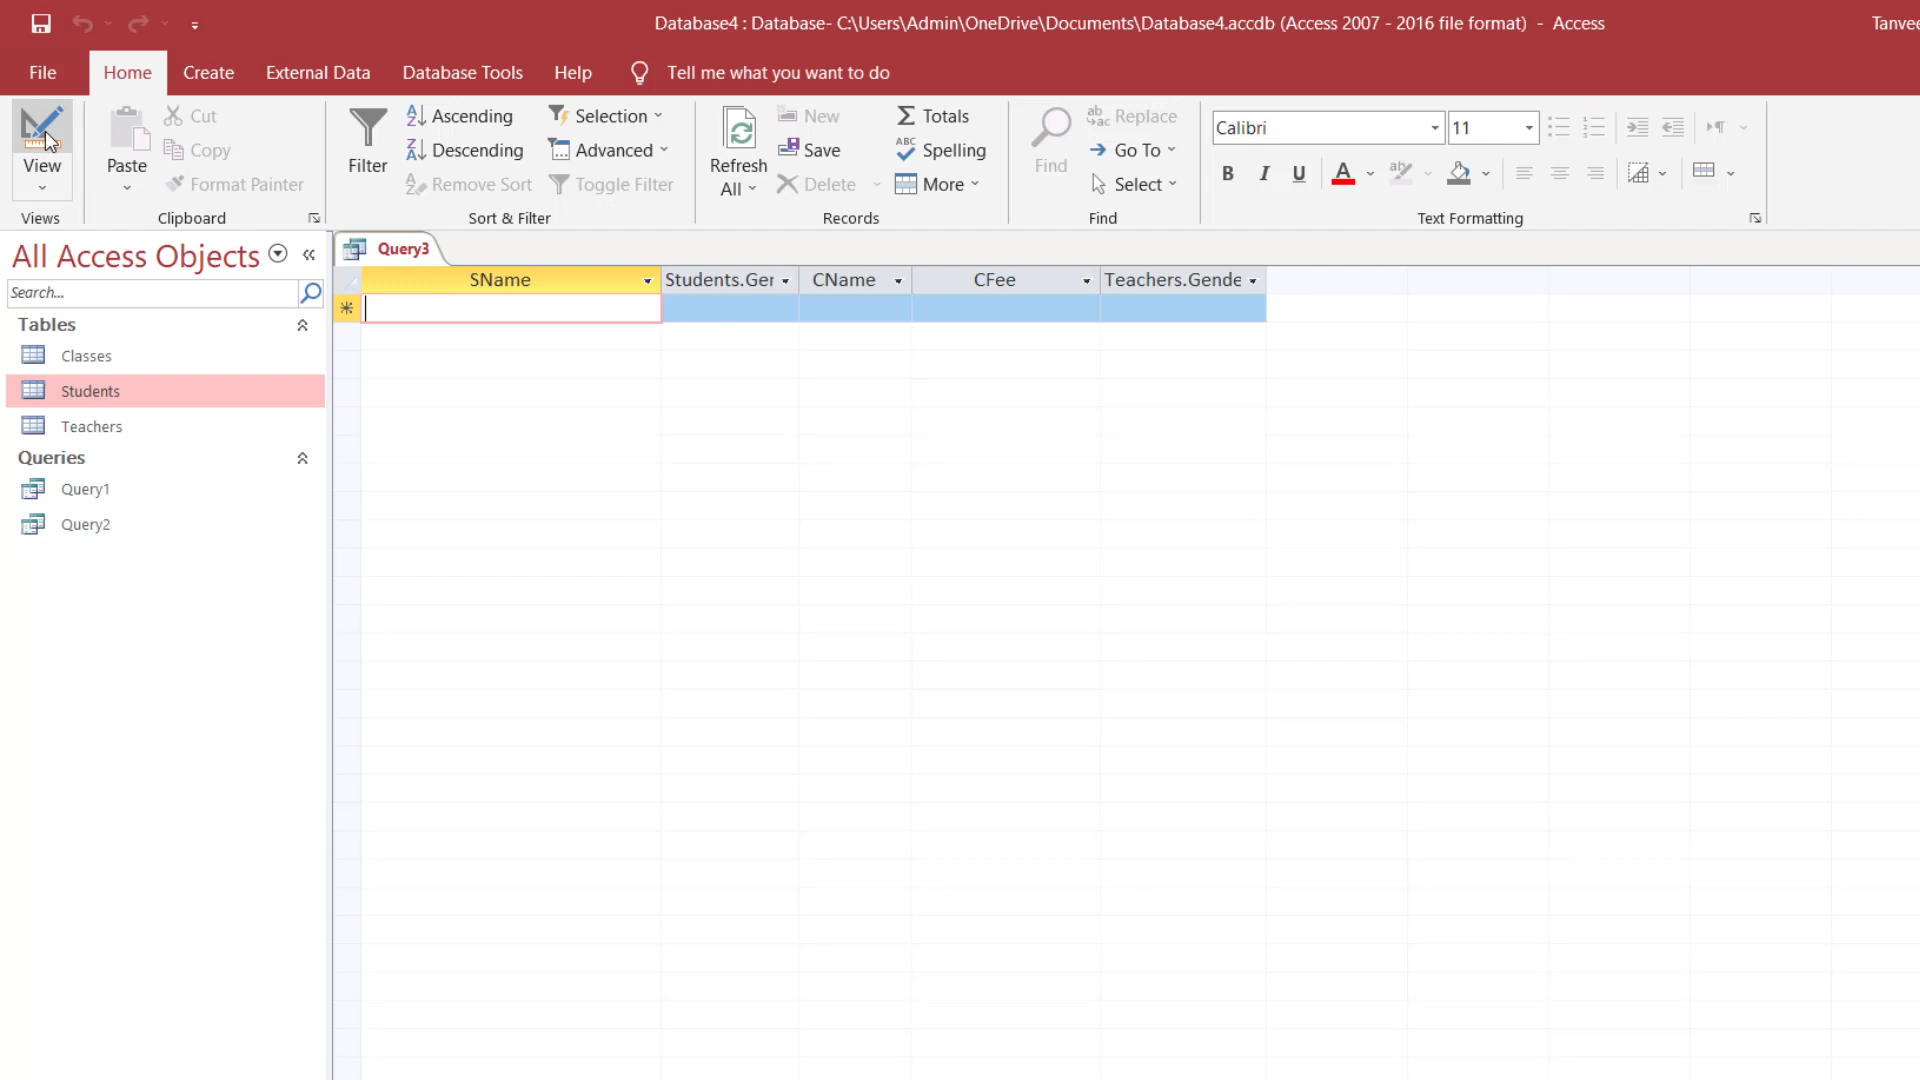 Database4 : Database- C:\Users\Admin\OneDrive\Documents\Database4.accdb (Access 2007 - 2016 file format) - Access
File Home Create External Data Database Tools Help Tell me what you want to do
View
Views
Paste
Cut
Copy
Format Painter
Clipboard
Filter
Ascending
Descending
Remove Sort
Selection
Advanced
Toggle Filter
Sort & Filter
Refresh
All
New
Save
Delete
Totals
Spelling
More
Records
Find
Replace
Go To
Select
Find
Calibri 11
B I U A
Text Formatting
All Access Objects
Search...
Tables
Classes
Students
Teachers
Queries
Query1
Query2
Query3
SName Students.Ger CName CFee Teachers.Gende